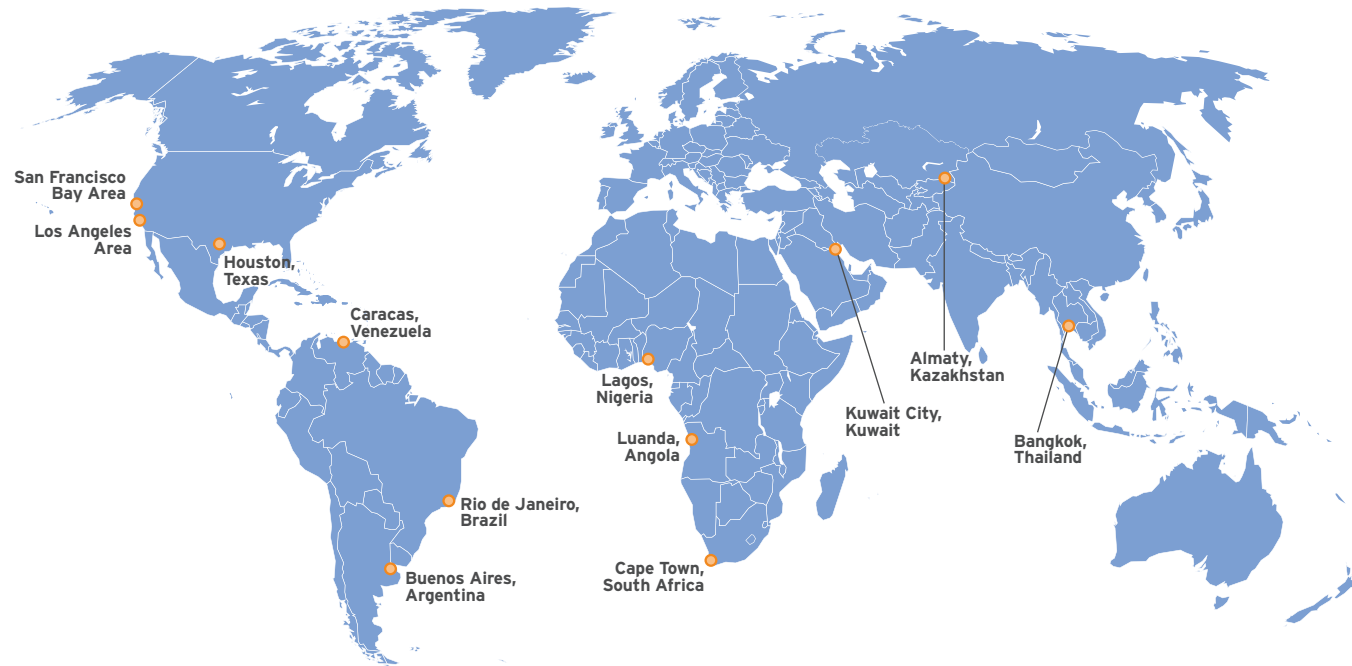 San Francisco
Bay Area
Los Angeles
Area
Houston,
Texas
Caracas,
Venezuela
Rio de Janeiro,
Brazil
Buenos Aires,
Argentina
Lagos,
Nigeria
Luanda,
Angola
Cape Town,
South Africa
Kuwait City,
Kuwait
Almaty,
Kazakhstan
Bangkok,
Thailand